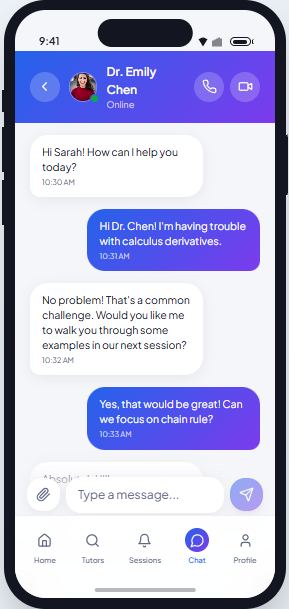 9:41
Dr. Emily
Chen
Online
Hi Sarah! How can I help you
today?
10:30 AM
Hi Dr. Chen! I'm having trouble
with calculus derivatives.
10:31 AM
No problem! That's a common
challenge. Would you like me
to walk you through some
examples in our next session?
10:32 AM
Yes, that would be great! Can
we focus on chain rule?
10:33 AM
Type a message...
Home Tutors Sessions Chat Profile